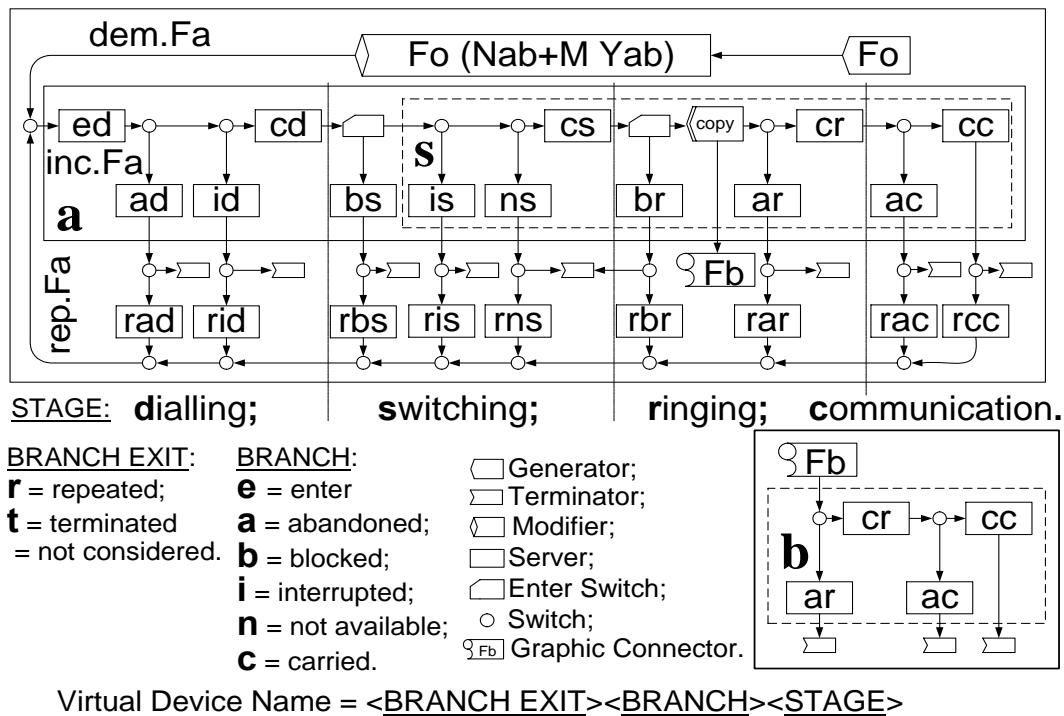 dem.Fa
Fo (Nab+M Yab)
Fo
ed
cd
cs
copy
cr
cc
inc.Fa
s
a
ad
id
bs
is
ns
br
ar
ac
Fb
rep.Fa
rad
rid
rbs
ris
rns
rbr
rar
rac
rcc
STAGE: dialling; switching; ringing; communication.
BRANCH EXIT:
r = repeated;
t = terminated
= not considered.
BRANCH:
e = enter
a = abandoned;
b = blocked;
i = interrupted;
n = not available;
c = carried.
Generator;
Terminator;
Modifier;
Server;
Enter Switch;
Switch;
Fb Graphic Connector.
Fb
cr
cc
b
ar
ac
Virtual Device Name = <BRANCH EXIT><BRANCH><STAGE>